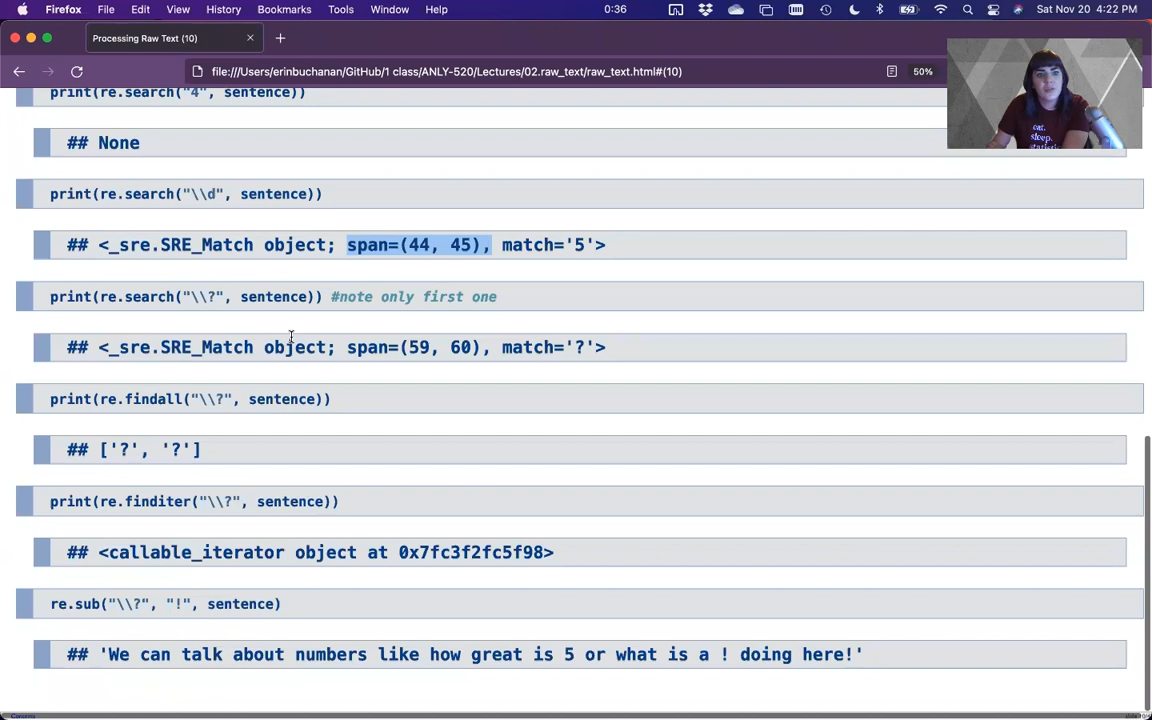 Firefox File Edit View History Bookmarks Tools Window Help 0:36 Sat Nov 20 4:22 PM
Processing Raw Text (10)
file:///Users/erinbuchanan/GitHub/1 class/ANLY-520/Lectures/02.raw_text/raw_text.html#(10) 50%
print(re.search("4", sentence))
## None
print(re.search("\\d", sentence))
## <_sre.SRE_Match object; span=(44, 45), match='5'>
print(re.search("\\?", sentence)) #note only first one
## <_sre.SRE_Match object; span=(59, 60), match='?'>
print(re.findall("\\?", sentence))
## ['?', '?']
print(re.finditer("\\?", sentence))
## <callable_iterator object at 0x7fc3f2fc5f98>
re.sub("\\?", "!", sentence)
## 'We can talk about numbers like how great is 5 or what is a ! doing here!'
eat.
sleep.